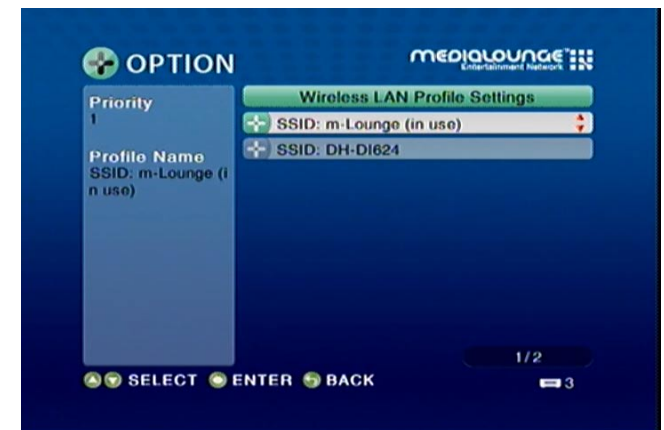 OPTION
MEDIALOUNGE™
Entertainment Network
Priority
1
Profile Name
SSID: m-Lounge (i
n use)
Wireless LAN Profile Settings
SSID: m-Lounge (in use)
SSID: DH-DI624
1/2
SELECT ENTER BACK
3